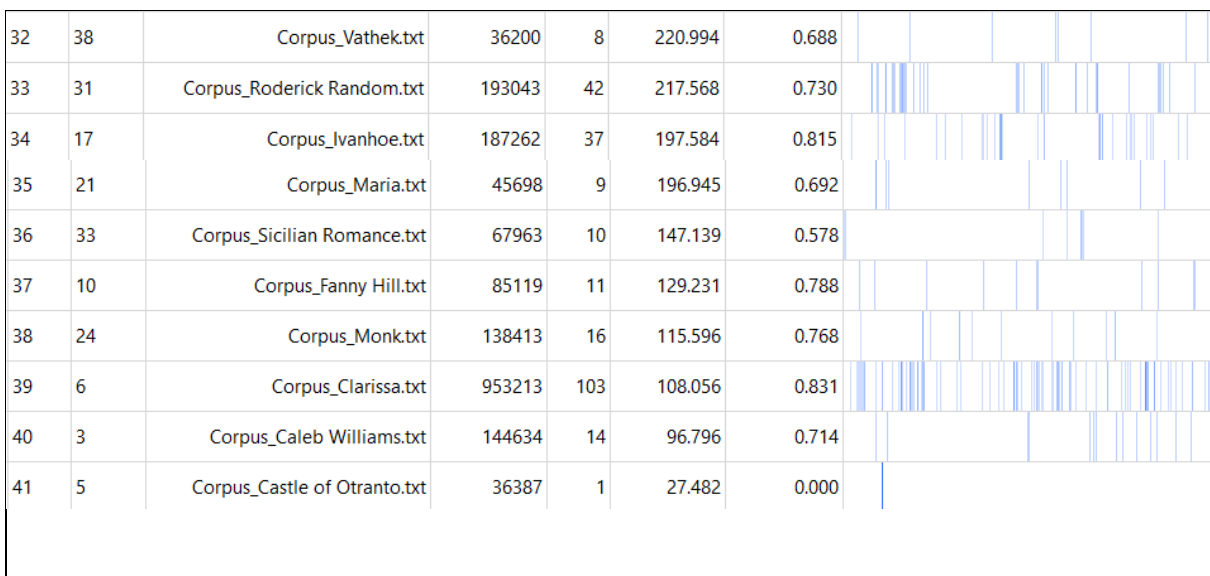 32 38 Corpus_Vathek.txt 36200 8 220.994 0.688
33 31 Corpus_Roderick Random.txt 193043 42 217.568 0.730
34 17 Corpus_Ivanhoe.txt 187262 37 197.584 0.815
35 21 Corpus_Maria.txt 45698 9 196.945 0.692
36 33 Corpus_Sicilian Romance.txt 67963 10 147.139 0.578
37 10 Corpus_Fanny Hill.txt 85119 11 129.231 0.788
38 24 Corpus_Monk.txt 138413 16 115.596 0.768
39 6 Corpus_Clarissa.txt 953213 103 108.056 0.831
40 3 Corpus_Caleb Williams.txt 144634 14 96.796 0.714
41 5 Corpus_Castle of Otranto.txt 36387 1 27.482 0.000